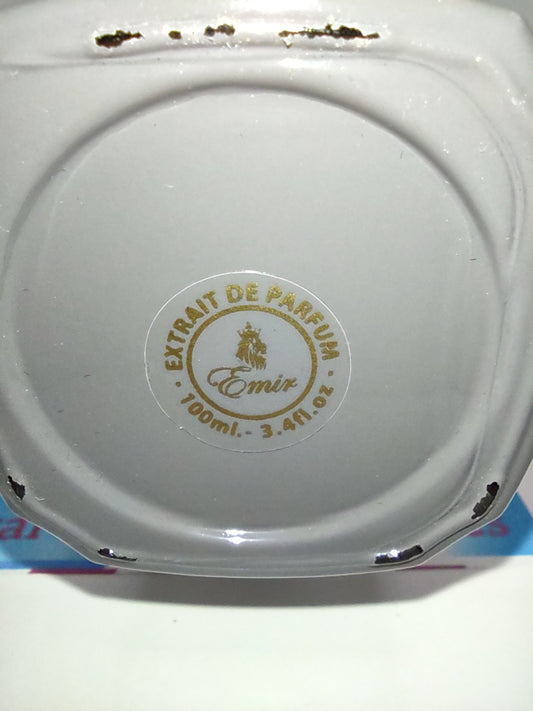 EXTRAIT DE PARFUM
Emir
· 100ml.- 3.4fl.oz ·